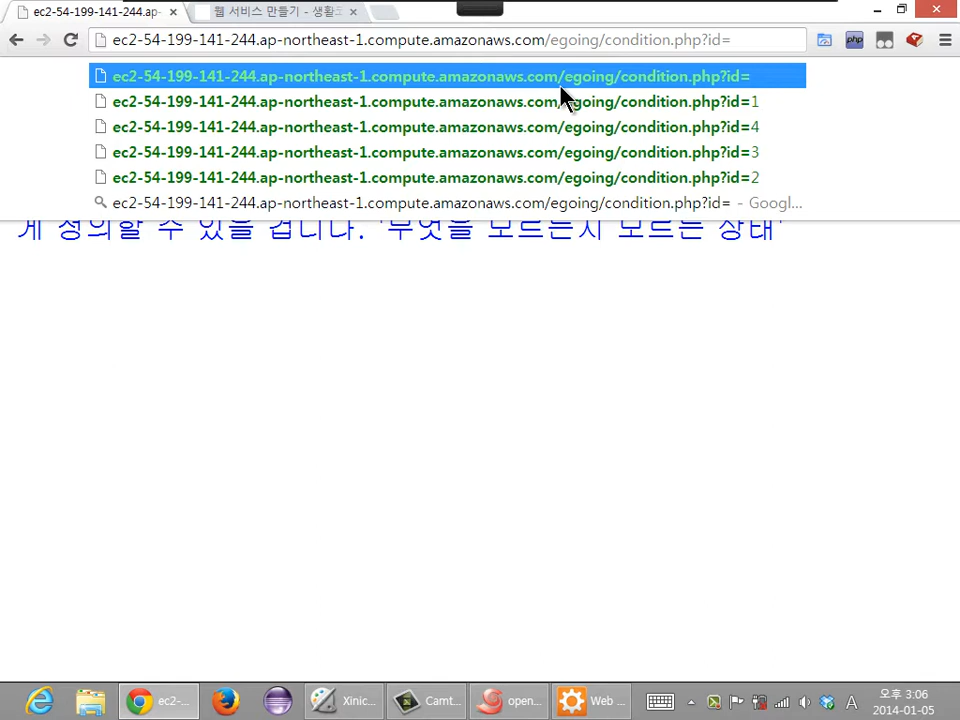 ec2-54-199-141-244.ap-
웹 서비스 만들기 - 생활코
ec2-54-199-141-244.ap-northeast-1.compute.amazonaws.com/egoing/condition.php?id=
ec2-54-199-141-244.ap-northeast-1.compute.amazonaws.com/egoing/condition.php?id=
ec2-54-199-141-244.ap-northeast-1.compute.amazonaws.com/egoing/condition.php?id=1
ec2-54-199-141-244.ap-northeast-1.compute.amazonaws.com/egoing/condition.php?id=4
ec2-54-199-141-244.ap-northeast-1.compute.amazonaws.com/egoing/condition.php?id=3
ec2-54-199-141-244.ap-northeast-1.compute.amazonaws.com/egoing/condition.php?id=2
ec2-54-199-141-244.ap-northeast-1.compute.amazonaws.com/egoing/condition.php?id= - Googl...
게 정의할 수 있을 겁니다. '무엇을 모르는지 모르는 상태'
php
ec2-...
Xinic...
Camt...
open...
Web ...
A
오후 3:06
2014-01-05